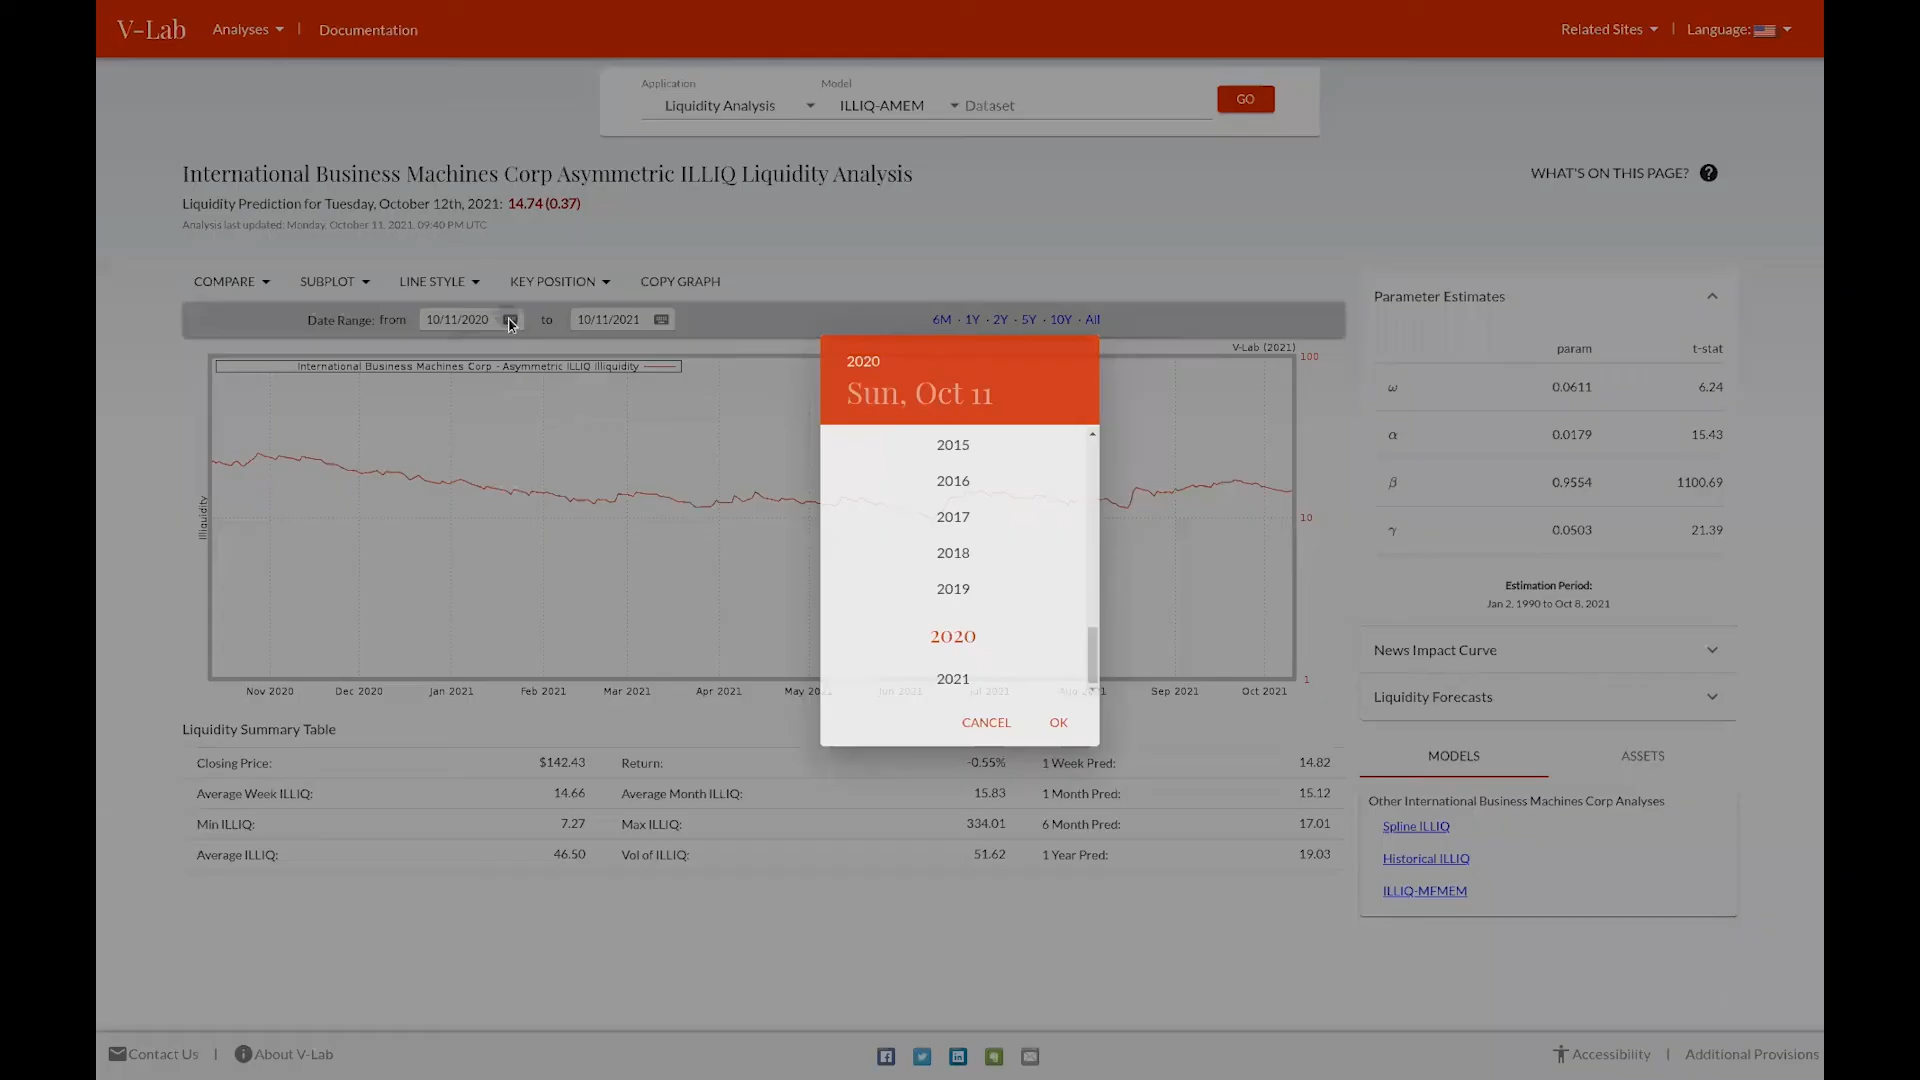 V-Lab Analyses | Documentation Related Sites | Language:
Application Model
Liquidity Analysis ILLIQ-AMEM Dataset GO
International Business Machines Corp Asymmetric ILLIQ Liquidity Analysis WHAT'S ON THIS PAGE? ?
Liquidity Prediction for Tuesday, October 12th, 2021: 14.74 (0.37)
Analysis last updated: Monday, October 11, 2021, 09:40 PM UTC
COMPARE SUBPLOT LINE STYLE KEY POSITION COPY GRAPH
Date Range: from 10/11/2020 to 10/11/2021 6M · 1Y · 2Y · 5Y · 10Y · All
V-Lab (2021)
International Business Machines Corp - Asymmetric ILLIQ Illiquidity
100
10
1
Illiquidity
Nov 2020 Dec 2020 Jan 2021 Feb 2021 Mar 2021 Apr 2021 May Jun 2021 Jul 2021 Aug 2021 Sep 2021 Oct 2021
2020
Sun, Oct 11
2015
2016
2017
2018
2019
2020
2021
CANCEL OK
Parameter Estimates
param t-stat
ω 0.0611 6.24
α 0.0179 15.43
β 0.9554 1100.69
γ 0.0503 21.39
Estimation Period:
Jan 2, 1990 to Oct 8, 2021
News Impact Curve
Liquidity Forecasts
MODELS ASSETS
Other International Business Machines Corp Analyses
Spline ILLIQ
Historical ILLIQ
ILLIQ-MFMEM
Liquidity Summary Table
Closing Price: $142.43 Return: -0.55% 1 Week Pred: 14.82
Average Week ILLIQ: 14.66 Average Month ILLIQ: 15.83 1 Month Pred: 15.12
Min ILLIQ: 7.27 Max ILLIQ: 334.01 6 Month Pred: 17.01
Average ILLIQ: 46.50 Vol of ILLIQ: 51.62 1 Year Pred: 19.03
Contact Us | About V-Lab Accessibility | Additional Provisions